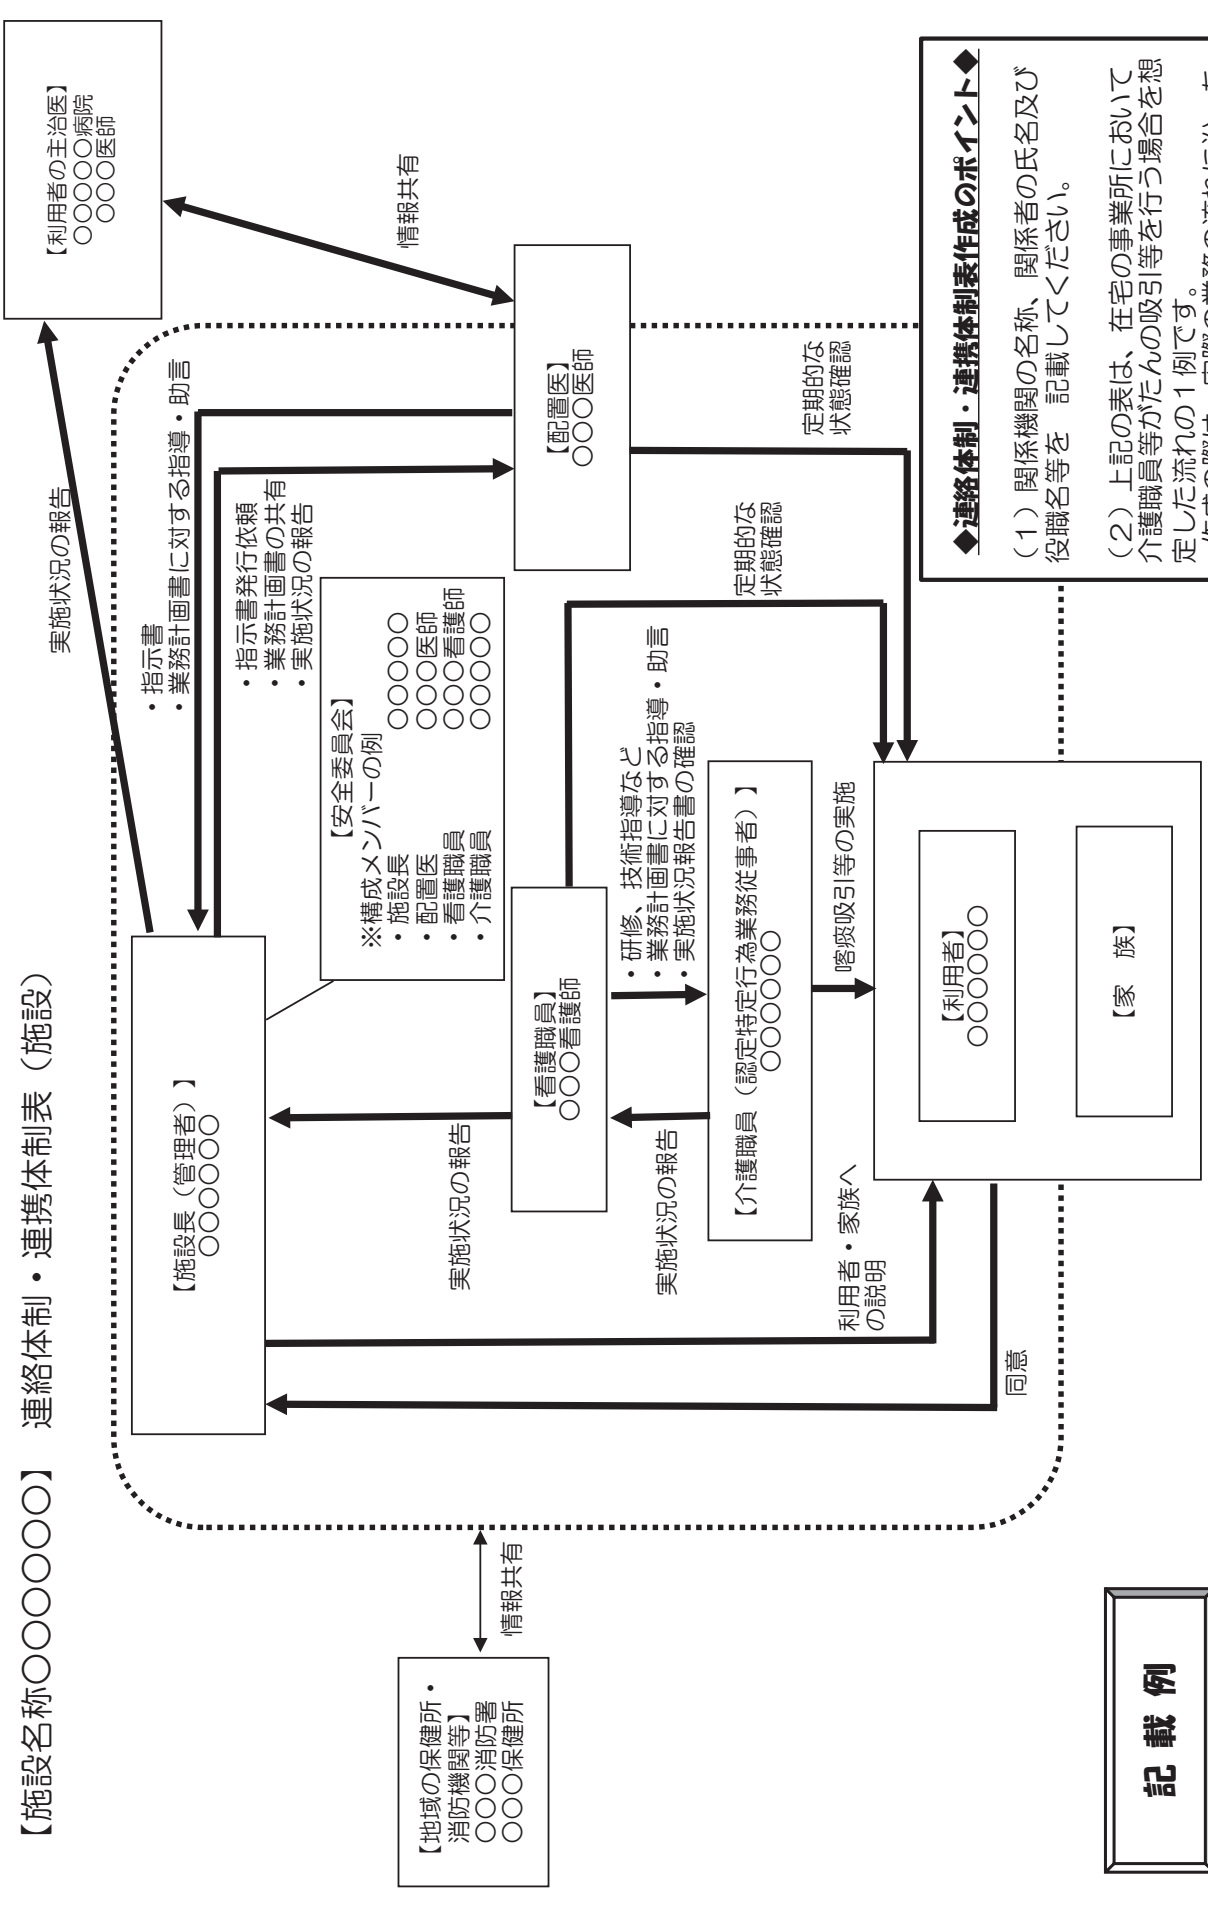 【施設名称○○○○○○○】　連絡体制・連携体制表（施設）
【利用者の主治医】
○○○○○病院
○○○医師
実施状況の報告
情報共有
・指示書
・業務計画書に対する指導・助言
・指示書発行依頼
・業務計画書の共有
・実施状況の報告
【施設長（管理者）】
○○○○○○
【安全委員会】
※構成メンバーの例
・施設長　○○○○○
・配置医　○○○医師
・看護職員　○○○看護師
・介護職員　○○○○○
【配置医】
○○○医師
定期的な
状態確認
定期的な
状態確認
【看護職員】
○○○看護師
実施状況の報告
・研修、技術指導など
・業務計画書に対する指導・助言
・実施状況報告書の確認
実施状況の報告
【介護職員（認定特定行為業務従事者）】
○○○○○○
喀痰吸引等の実施
利用者・家族へ
の説明
同意
【利用者】
○○○○○○
【家　族】
情報共有
【地域の保健所・
消防機関等】
○○○消防署
○○○保健所
◆連絡体制・連携体制表作成のポイント◆
（１）関係機関の名称、関係者の氏名及び
役職名等を　記載してください。
（２）上記の表は、在宅の事業所において
介護職員等がたんの吸引等を行う場合を想
定した流れの１例です。
記 載 例